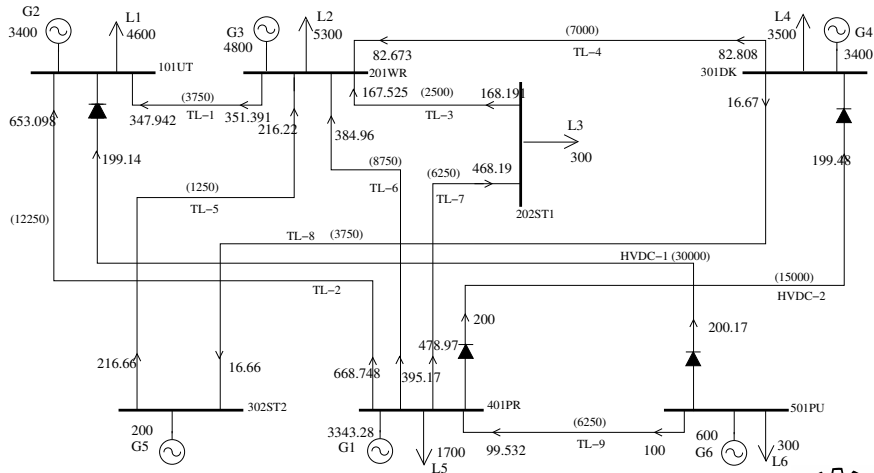 G2
3400
L1
4600
G3
4800
L2
5300
(7000)
TL−4
82.673
82.808
L4
3500
G4
3400
101UT
201WR
301DK
653.098
(3750)
TL−1
347.942
351.391
216.22
167.525
(2500)
TL−3
168.191
16.67
199.14
384.96
L3
300
199.48
(8750)
TL−6
(6250)
TL−7
468.19
(1250)
TL−5
202ST1
(12250)
TL−8 (3750)
HVDC−1 (30000)
(15000)
HVDC−2
TL−2
200
200.17
216.66
16.66
668.748
395.17
478.97
302ST2
401PR
501PU
200
G5
3343.28
G1
1700
L5
99.532
(6250)
TL−9
100
600
G6
300
L6